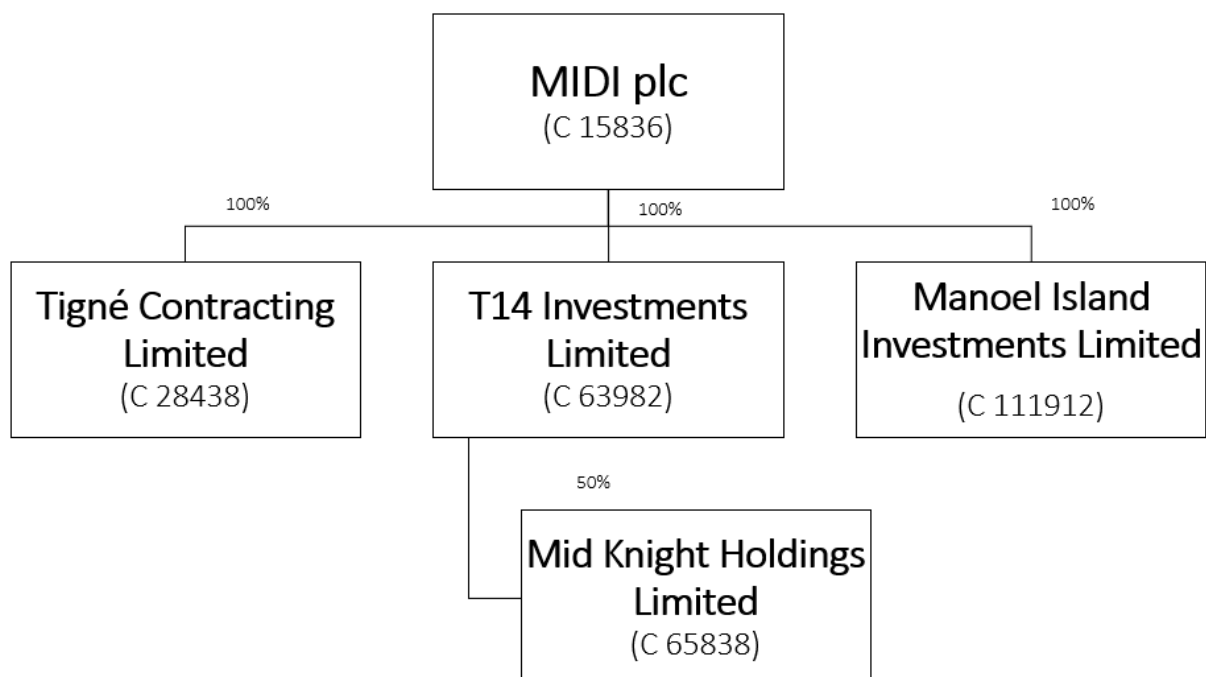 MIDI plc
(C 15836)
100%
100%
100%
Tigné Contracting
Limited
(C 28438)
T14 Investments
Limited
(C 63982)
Manoel Island
Investments Limited
(C 111912)
50%
Mid Knight Holdings
Limited
(C 65838)